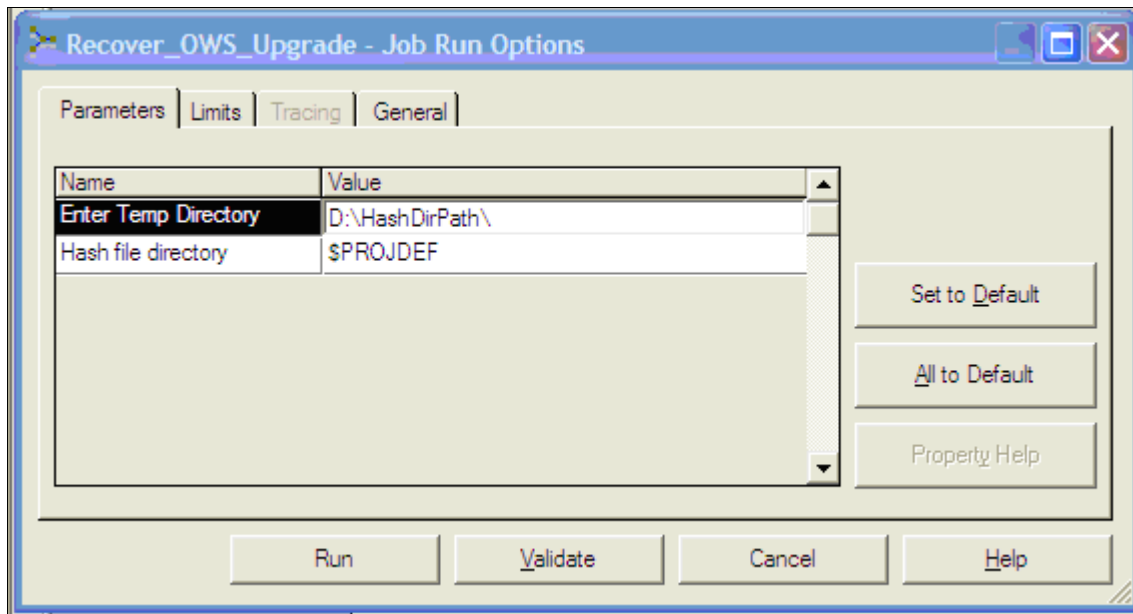 Recover_OWS_Upgrade - Job Run Options
Parameters Limits Tracing General
Name Value
Enter Temp Directory D:\HashDirPath\
Hash file directory $PROJDEF
Set to Default
All to Default
Property Help
Run Validate Cancel Help